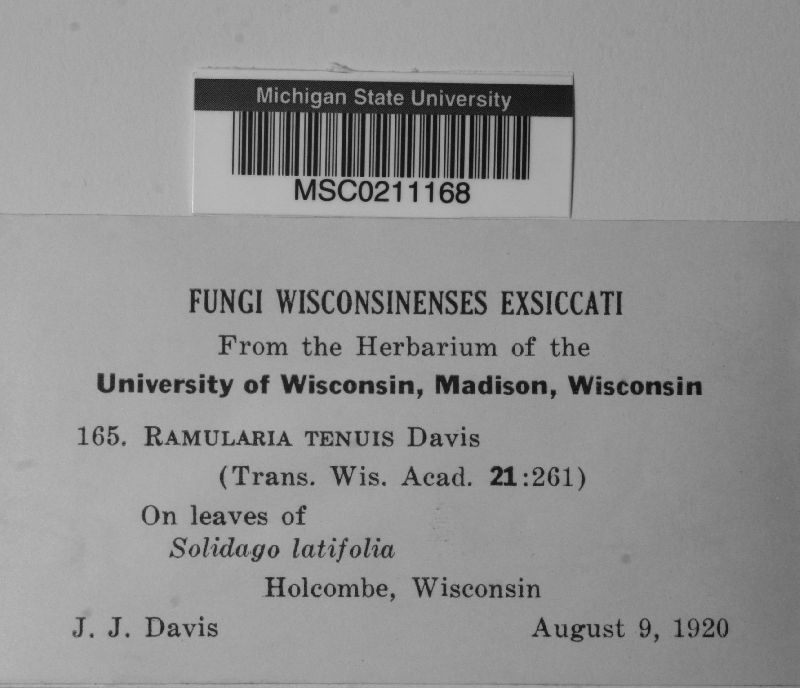 Michigan State University
MSC0211168
FUNGI WISCONSINENSES EXSICCATI
From the Herbarium of the
University of Wisconsin, Madison, Wisconsin
165. RAMULARIA TENUIS Davis
(Trans. Wis. Acad. 21:261)
On leaves of
Solidago latifolia
Holcombe, Wisconsin
J. J. Davis August 9, 1920